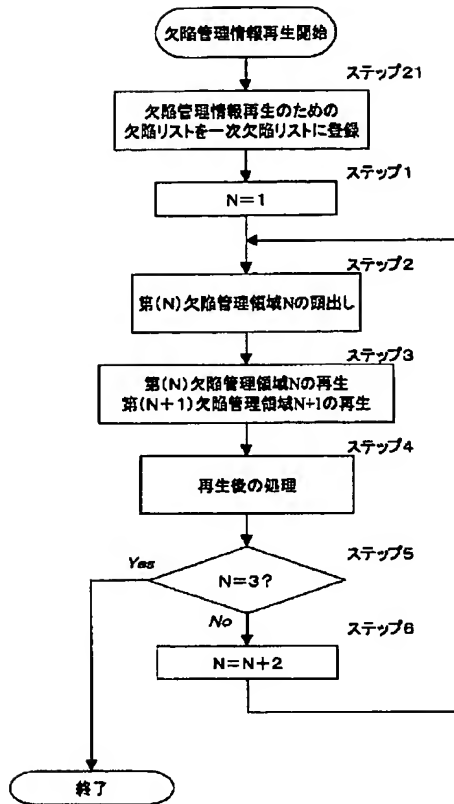 欠陥管理情報再生開始
ステップ21
欠陥管理情報再生のための
欠陥リストを一次欠陥リストに登録
ステップ1
N=1
ステップ2
第(N)欠陥管理領域Nの頭出し
ステップ3
第(N)欠陥管理領域Nの再生
第(N+1)欠陥管理領域N+1の再生
ステップ4
再生後の処理
ステップ5
Yes
N=3?
No
ステップ6
N=N+2
終了